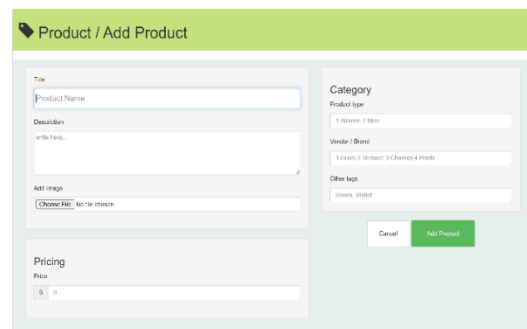 Product / Add Product
Title
Product Name
Description
write here...
Add Image
Choose File No file chosen
Pricing
Price
$ 0
Category
Product type
1 Women,2 Men
Vendor / Brand
1 Gucci,2 Versace,3 Channel,4 Prada
Other tags
Shoes, Wallet
Cancel
Add Product